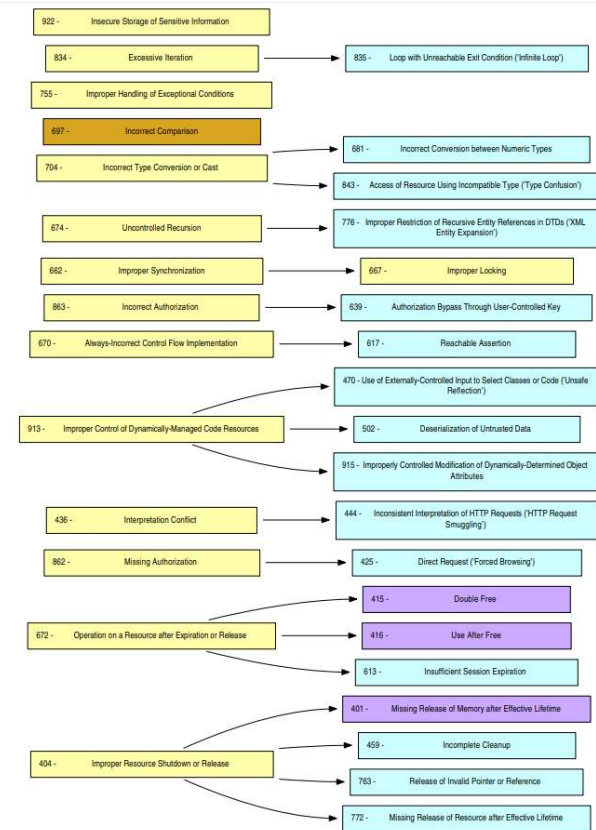 922 - Insecure Storage of Sensitive Information
834 - Excessive Iteration
835 - Loop with Unreachable Exit Condition ('Infinite Loop')
755 - Improper Handling of Exceptional Conditions
697 - Incorrect Comparison
704 - Incorrect Type Conversion or Cast
681 - Incorrect Conversion between Numeric Types
843 - Access of Resource Using Incompatible Type ('Type Confusion')
674 - Uncontrolled Recursion
776 - Improper Restriction of Recursive Entity References in DTDs ('XML
Entity Expansion')
662 - Improper Synchronization
667 - Improper Locking
863 - Incorrect Authorization
639 - Authorization Bypass Through User-Controlled Key
670 - Always-Incorrect Control Flow Implementation
617 - Reachable Assertion
913 - Improper Control of Dynamically-Managed Code Resources
470 - Use of Externally-Controlled Input to Select Classes or Code ('Unsafe
Reflection')
502 - Deserialization of Untrusted Data
915 - Improperly Controlled Modification of Dynamically-Determined Object
Attributes
436 - Interpretation Conflict
444 - Inconsistent Interpretation of HTTP Requests ('HTTP Request
Smuggling')
862 - Missing Authorization
425 - Direct Request ('Forced Browsing')
672 - Operation on a Resource after Expiration or Release
415 - Double Free
416 - Use After Free
613 - Insufficient Session Expiration
404 - Improper Resource Shutdown or Release
401 - Missing Release of Memory after Effective Lifetime
459 - Incomplete Cleanup
763 - Release of Invalid Pointer or Reference
772 - Missing Release of Resource after Effective Lifetime